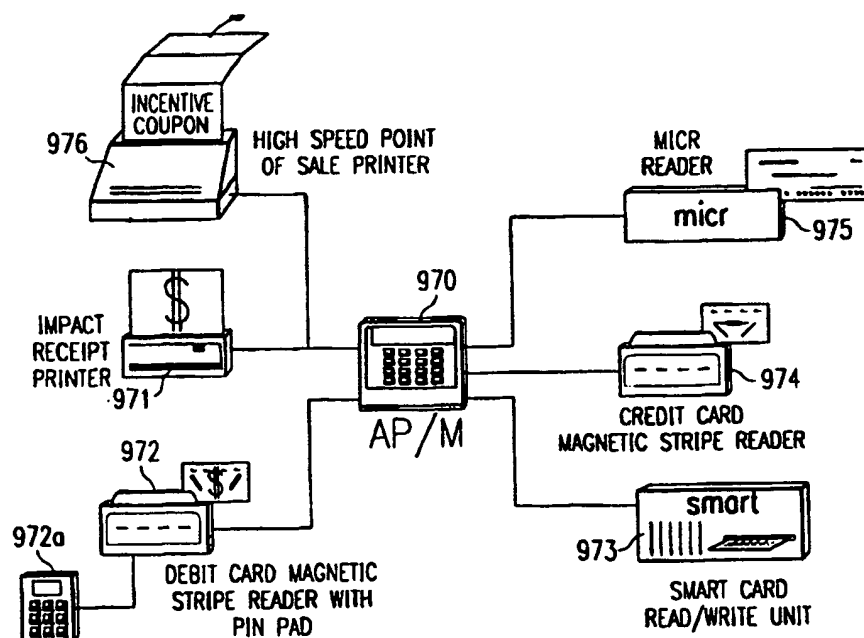 INCENTIVE
COUPON
976
HIGH SPEED POINT
OF SALE PRINTER
MICR
READER
micr
975
970
IMPACT
RECEIPT
PRINTER
$
971
AP/M
974
CREDIT CARD
MAGNETIC STRIPE READER
972
$
972a
DEBIT CARD MAGNETIC
STRIPE READER WITH
PIN PAD
smart
973
SMART CARD
READ/WRITE UNIT